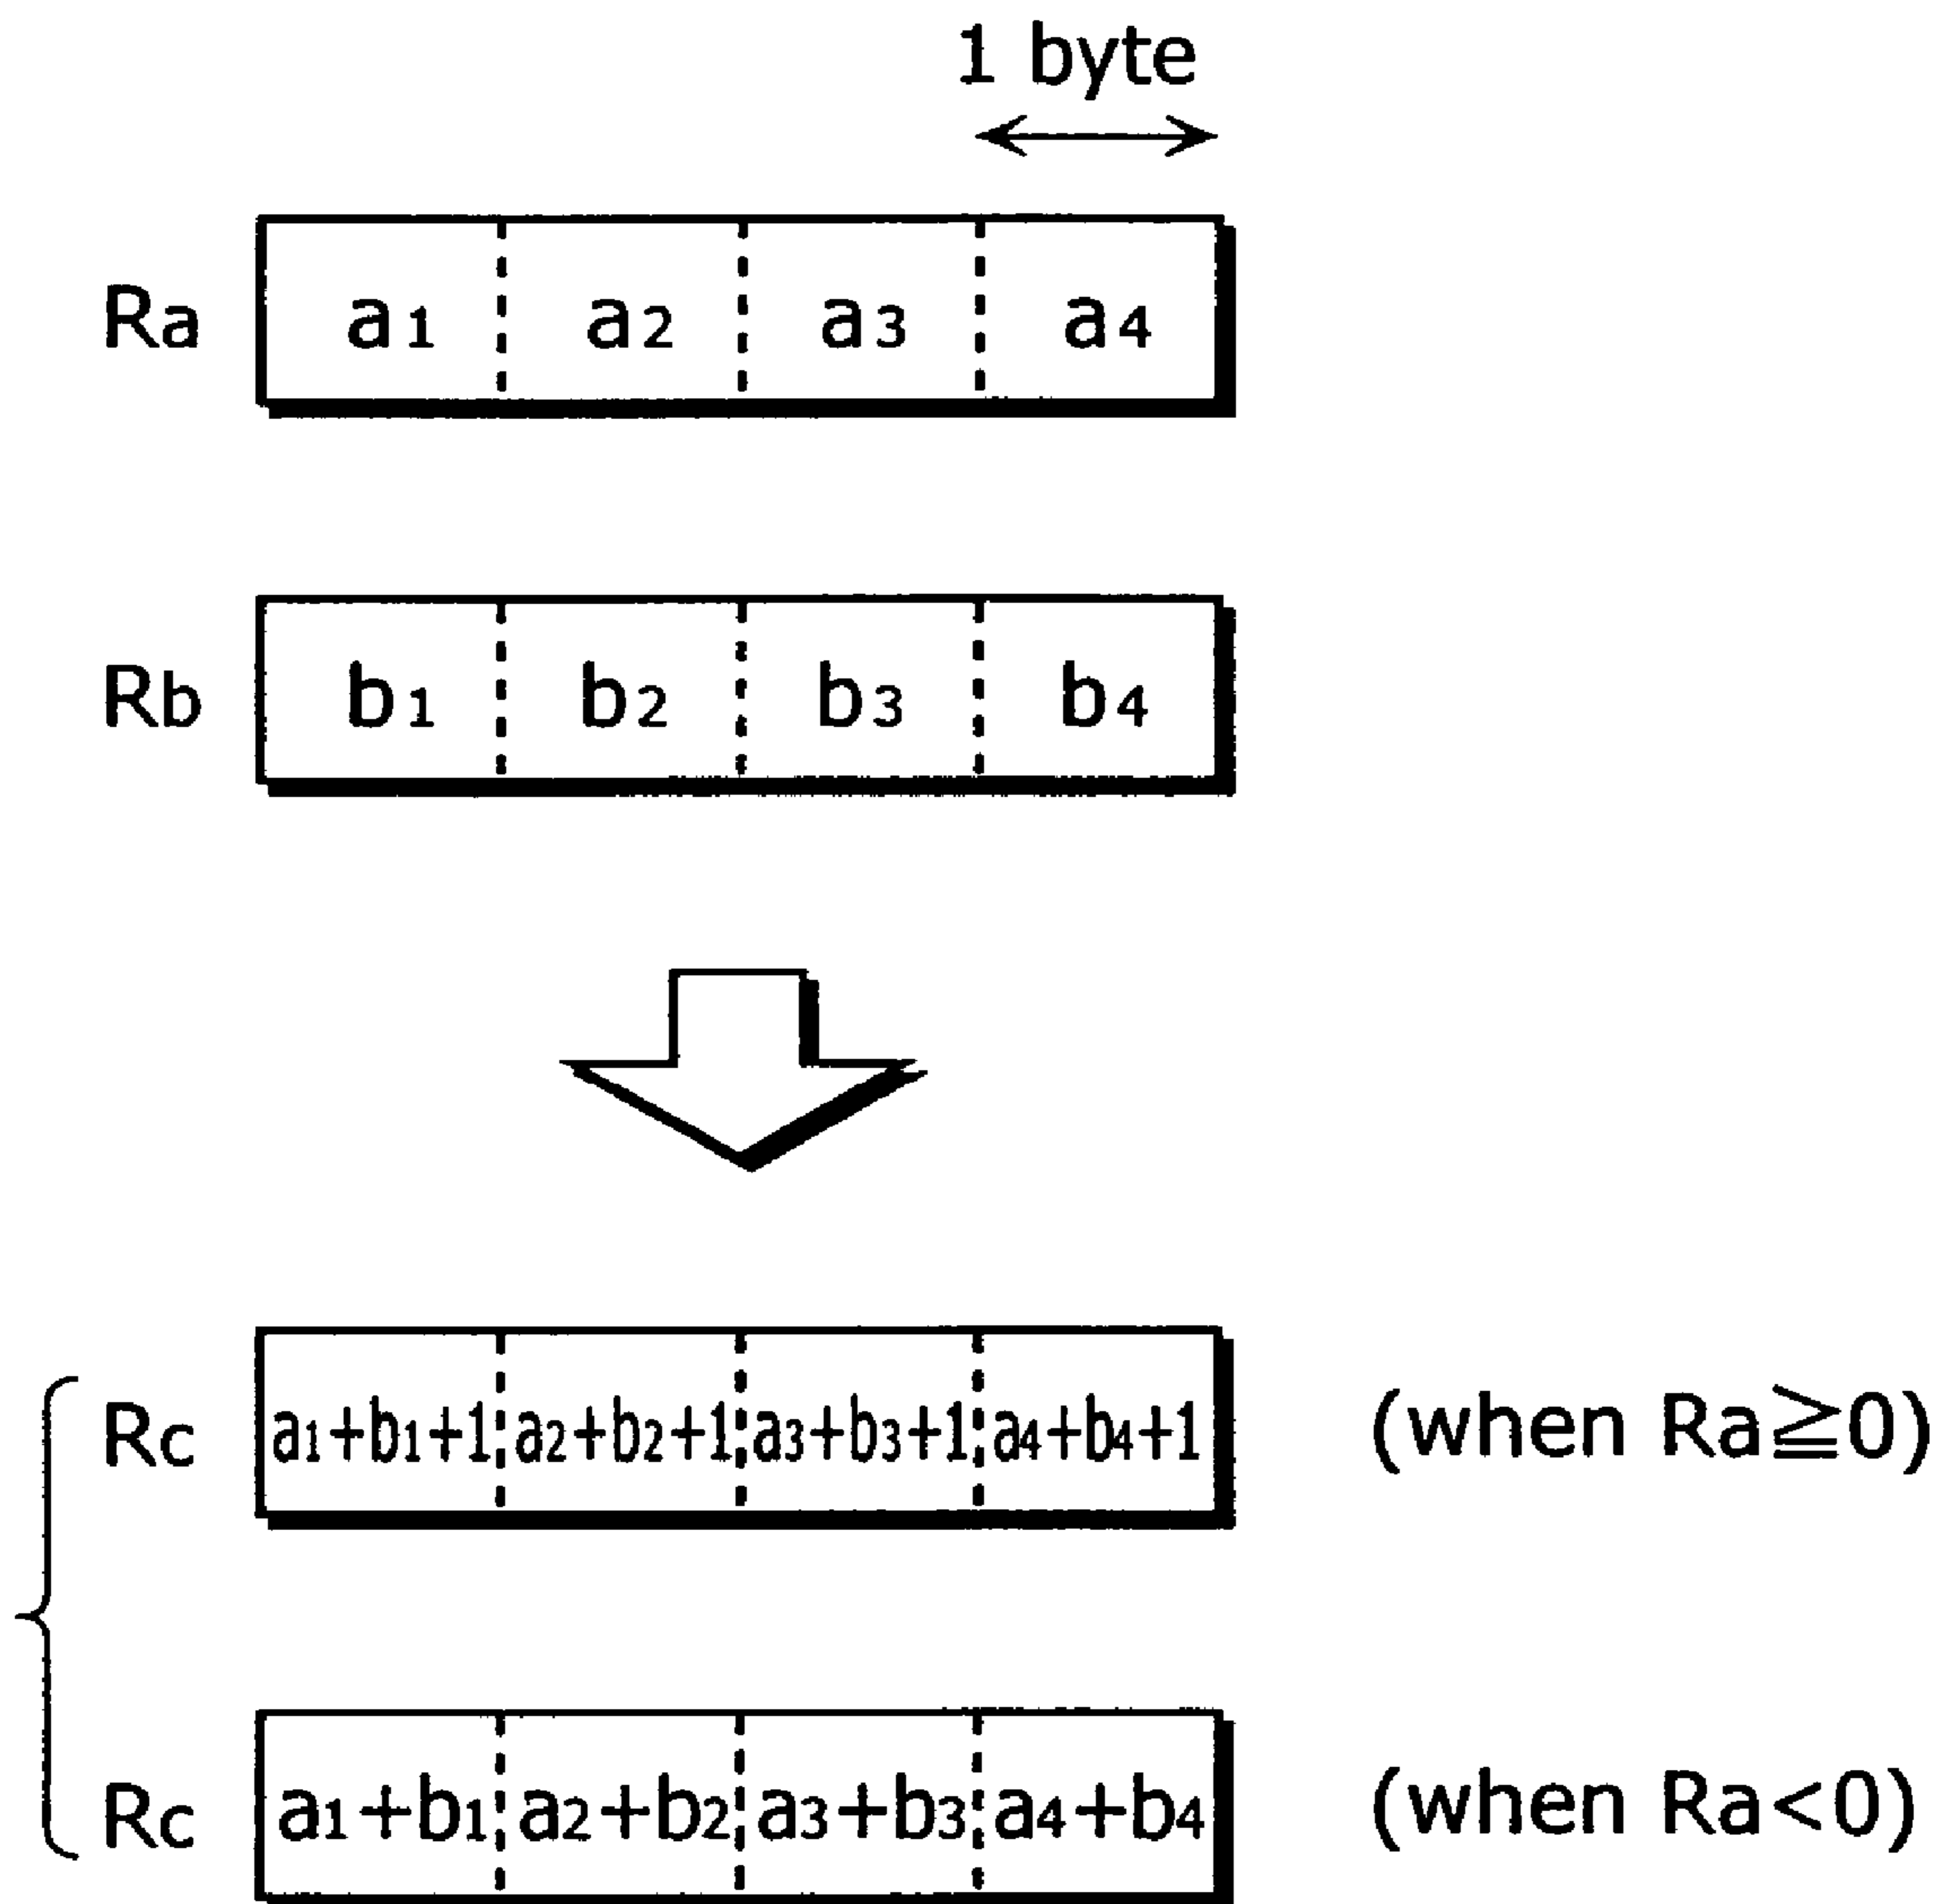 1 byte
Ra a1 a2 a3 a4
Rb b1 b2 b3 b4
Rc a1+b1+1 a2+b2+1 a3+b3+1 a4+b4+1 (when Ra≧0)
Rc a1+b1 a2+b2 a3+b3 a4+b4 (when Ra<0)